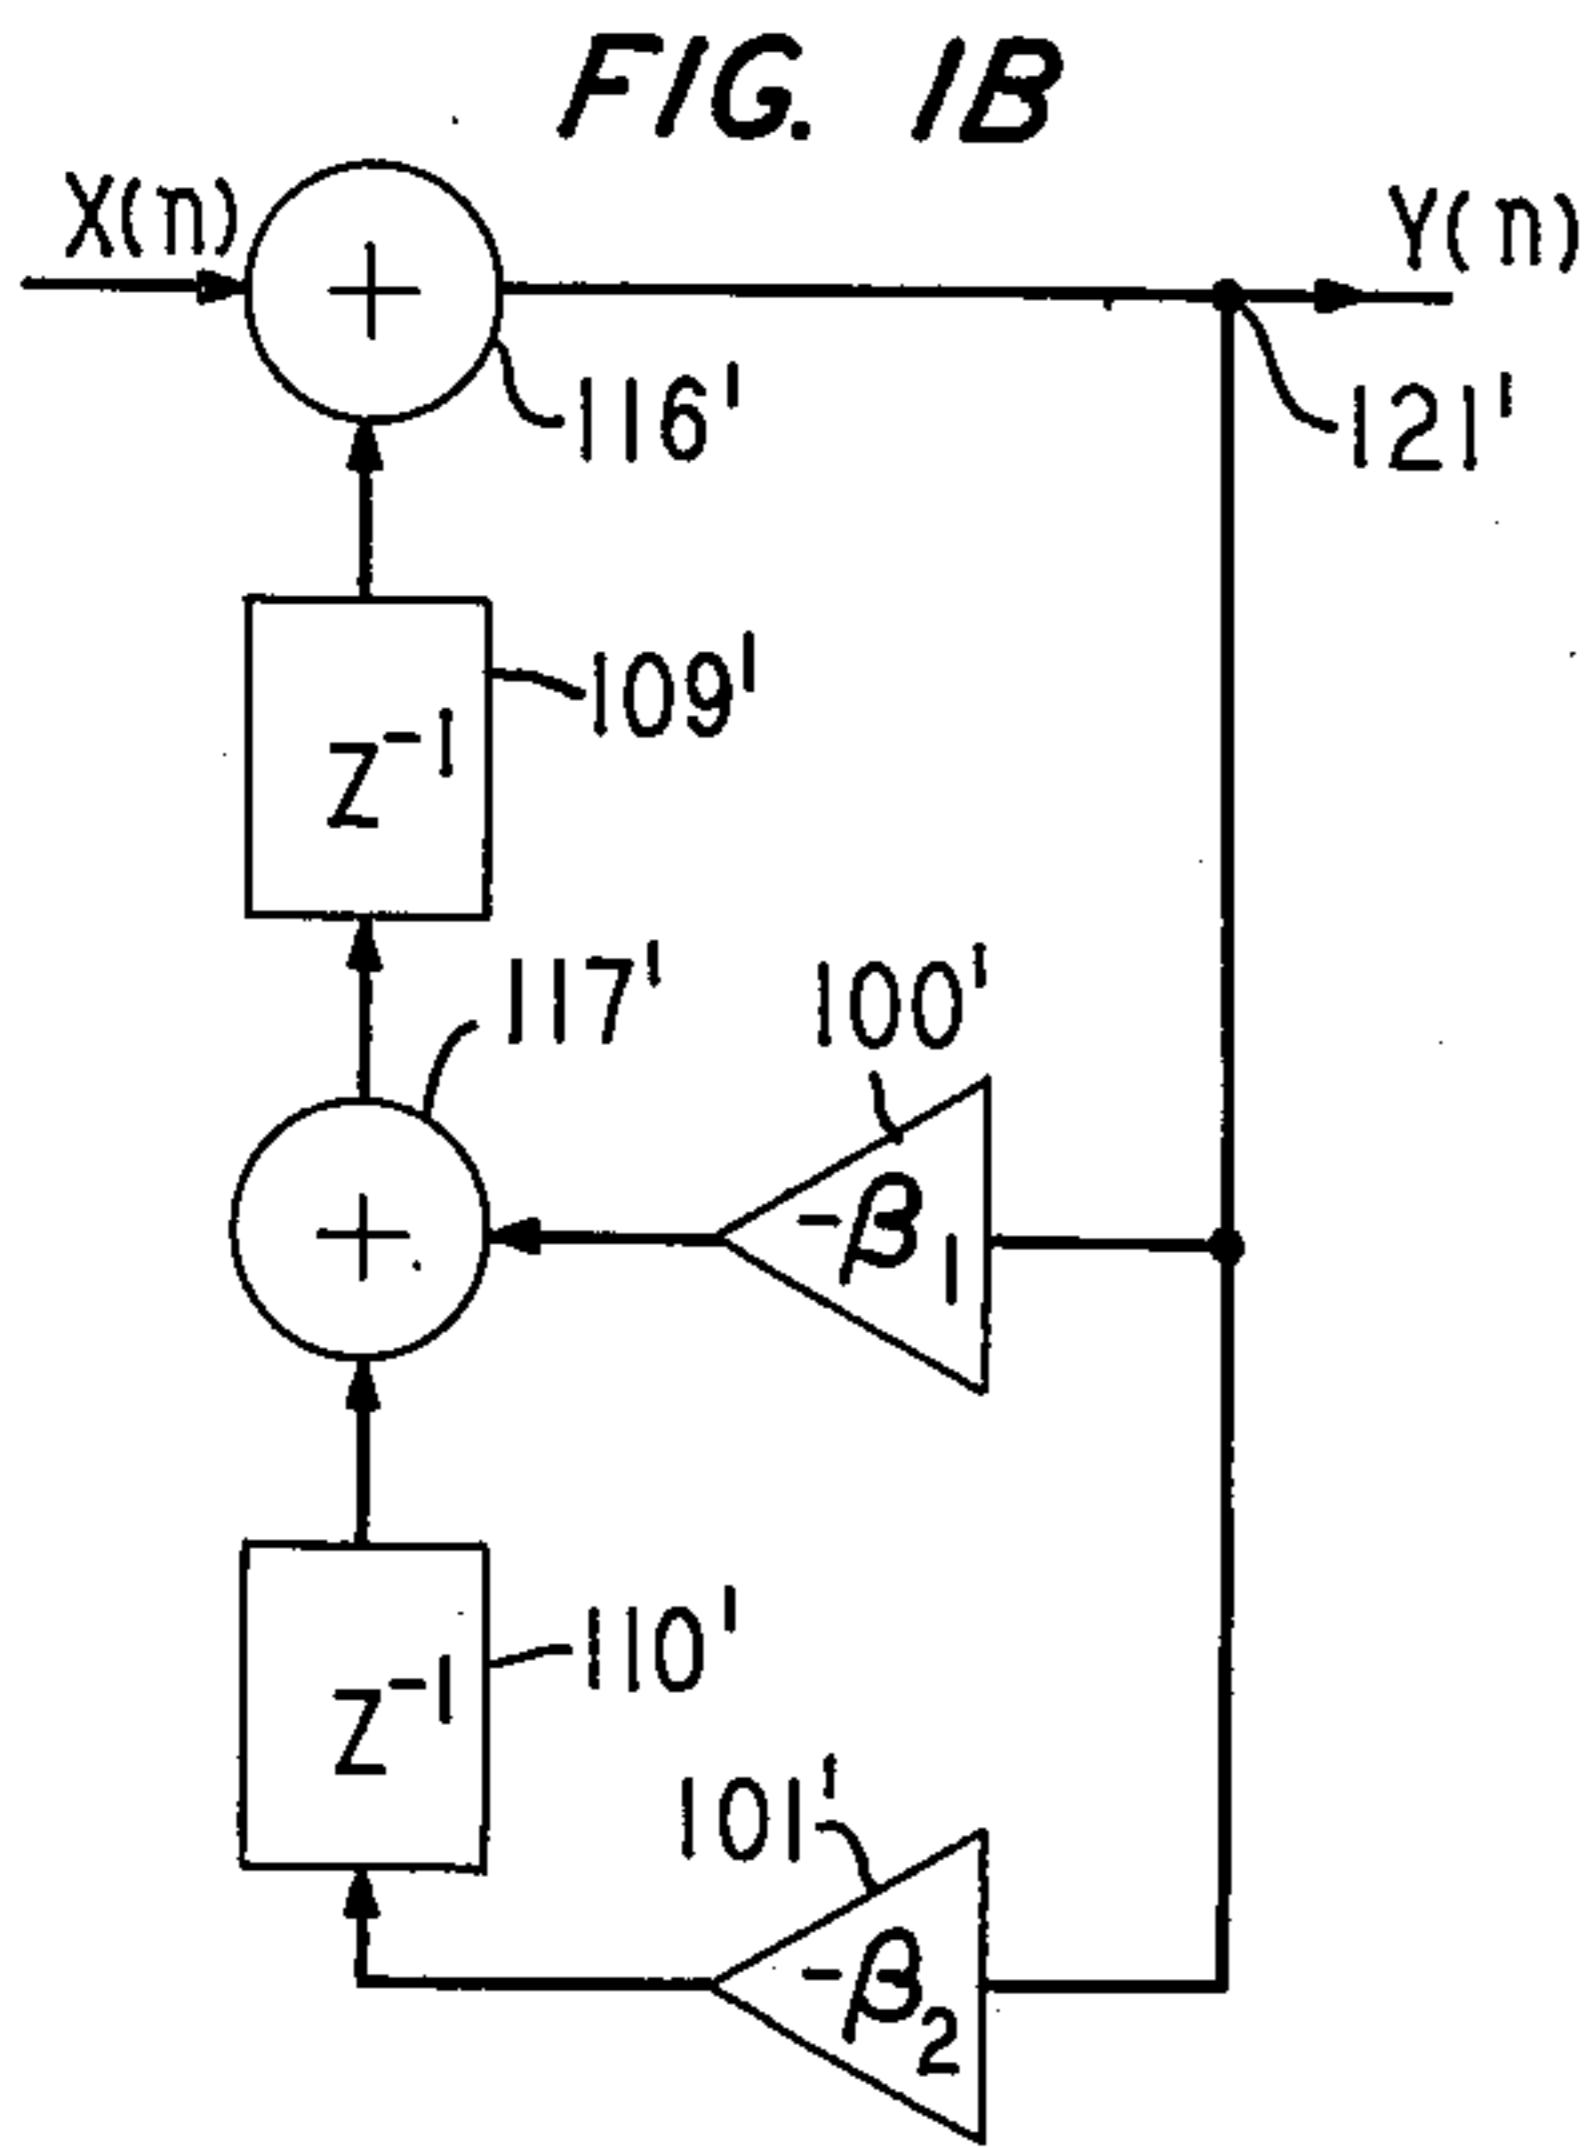 FIG. 1B
X(n)
Y(n)
+
116'
121'
109'
Z⁻¹
117'
100'
+
-β₁
110'
Z⁻¹
101'
-β₂